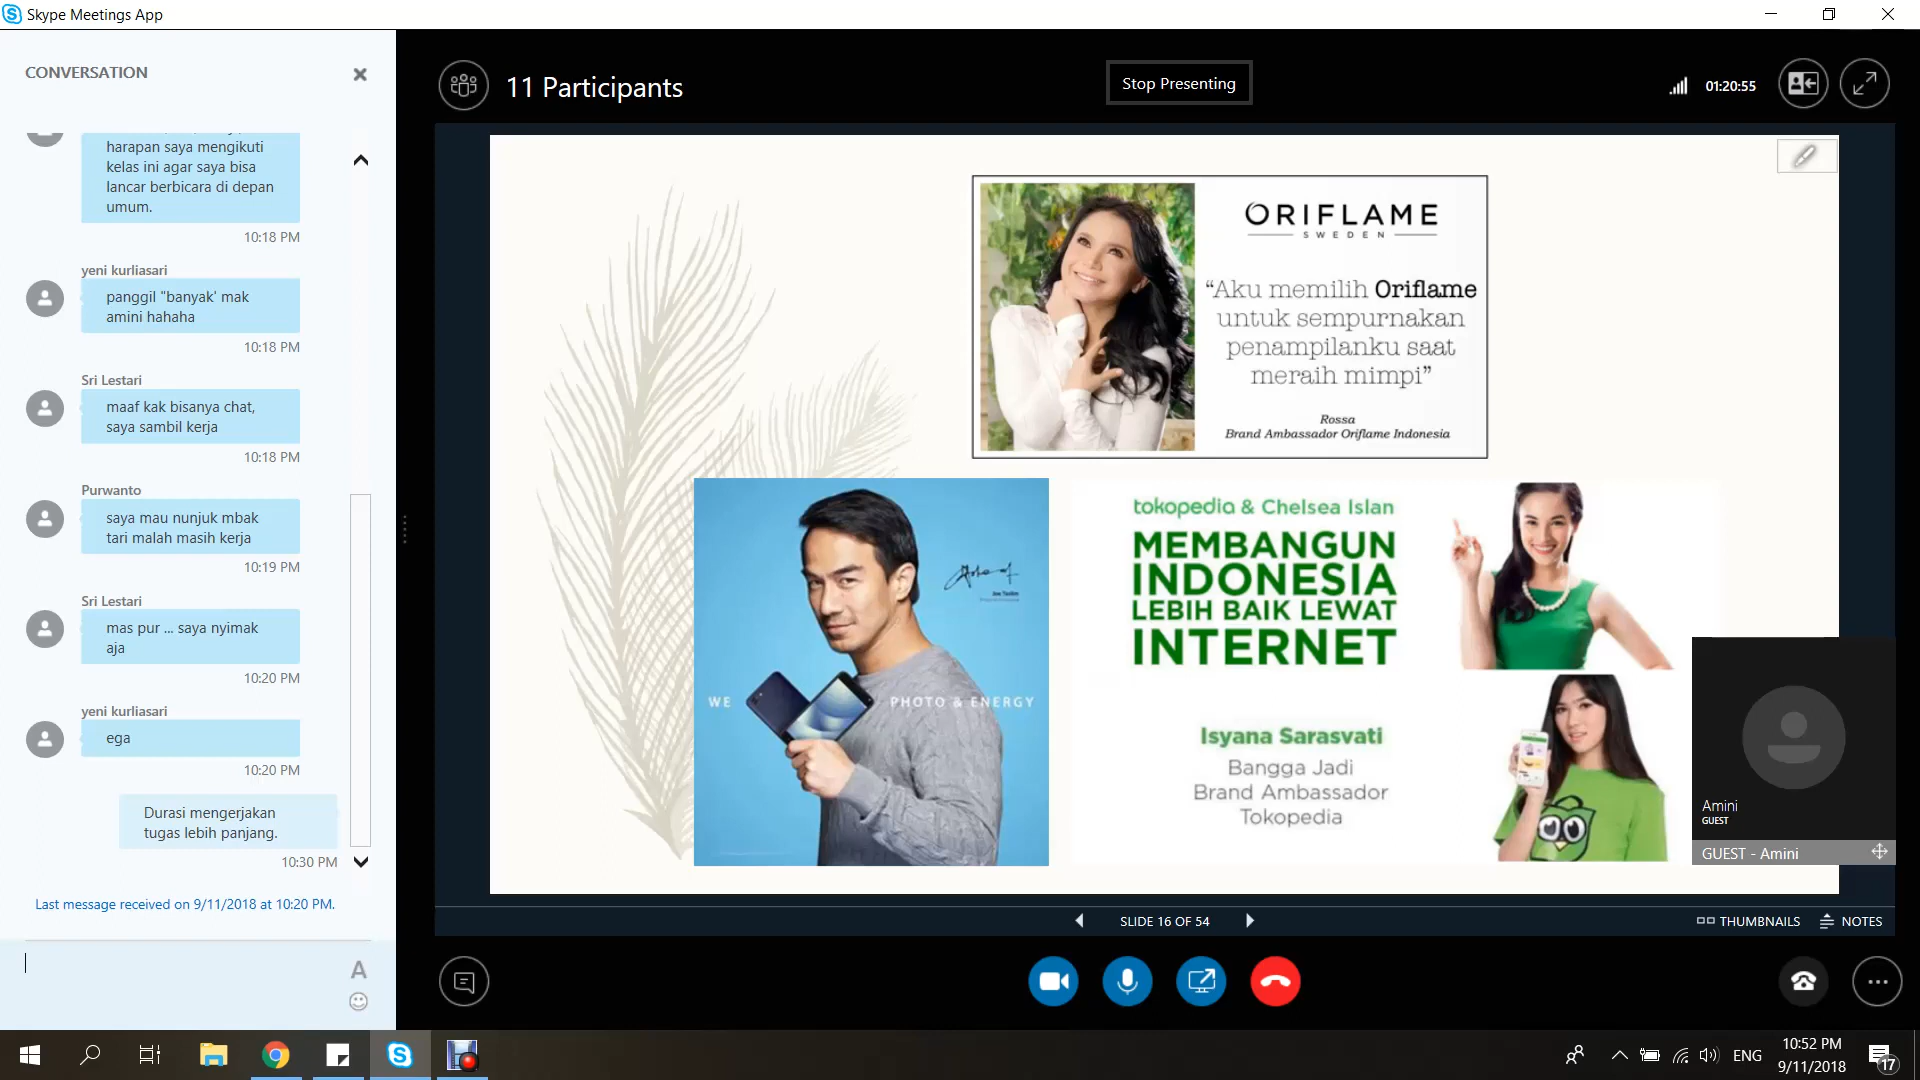 Skype Meetings App
CONVERSATION
harapan saya mengikuti
kelas ini agar saya bisa
lancar berbicara di depan
umum.
10:18 PM
yeni kurliasari
panggil "banyak' mak
amini hahaha
10:18 PM
Sri Lestari
maaf kak bisanya chat,
saya sambil kerja
10:18 PM
Purwanto
saya mau nunjuk mbak
tari malah masih kerja
10:19 PM
Sri Lestari
mas pur ... saya nyimak
aja
10:20 PM
yeni kurliasari
ega
10:20 PM
Durasi mengerjakan
tugas lebih panjang.
10:30 PM
Last message received on 9/11/2018 at 10:20 PM.
A
11 Participants
Stop Presenting
01:20:55
ORIFLAME
SWEDEN
“Aku memilih Oriflame
untuk sempurnakan
penampilanku saat
meraih mimpi”
Rossa
Brand Ambassador Oriflame Indonesia
Joe Taslim
WE PHOTO & ENERGY
tokopedia & Chelsea Islan
MEMBANGUN
INDONESIA
LEBIH BAIK LEWAT
INTERNET
Isyana Sarasvati
Bangga Jadi
Brand Ambassador
Tokopedia
Amini
GUEST
GUEST - Amini
SLIDE 16 OF 54
THUMBNAILS
NOTES
ENG
10:52 PM
9/11/2018
17